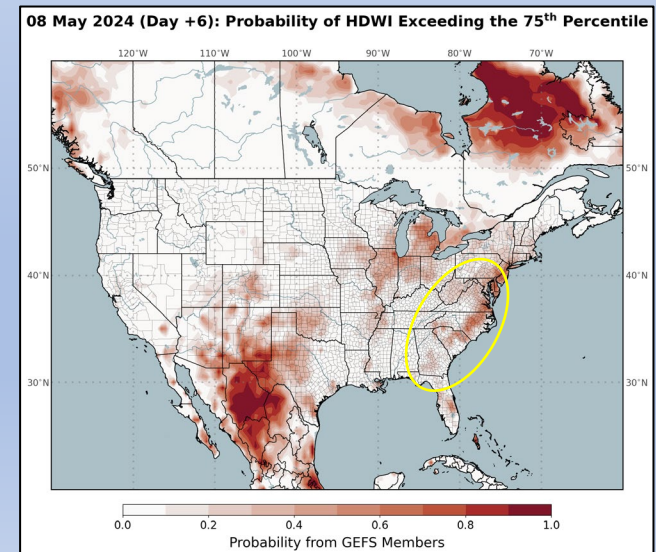 08 May 2024 (Day +6): Probability of HDWI Exceeding the 75th Percentile
120°W 110°W 100°W 90°W 80°W 70°W
50°N 50°N
40°N 40°N
30°N 30°N
0.0 0.2 0.4 0.6 0.8 1.0
Probability from GEFS Members